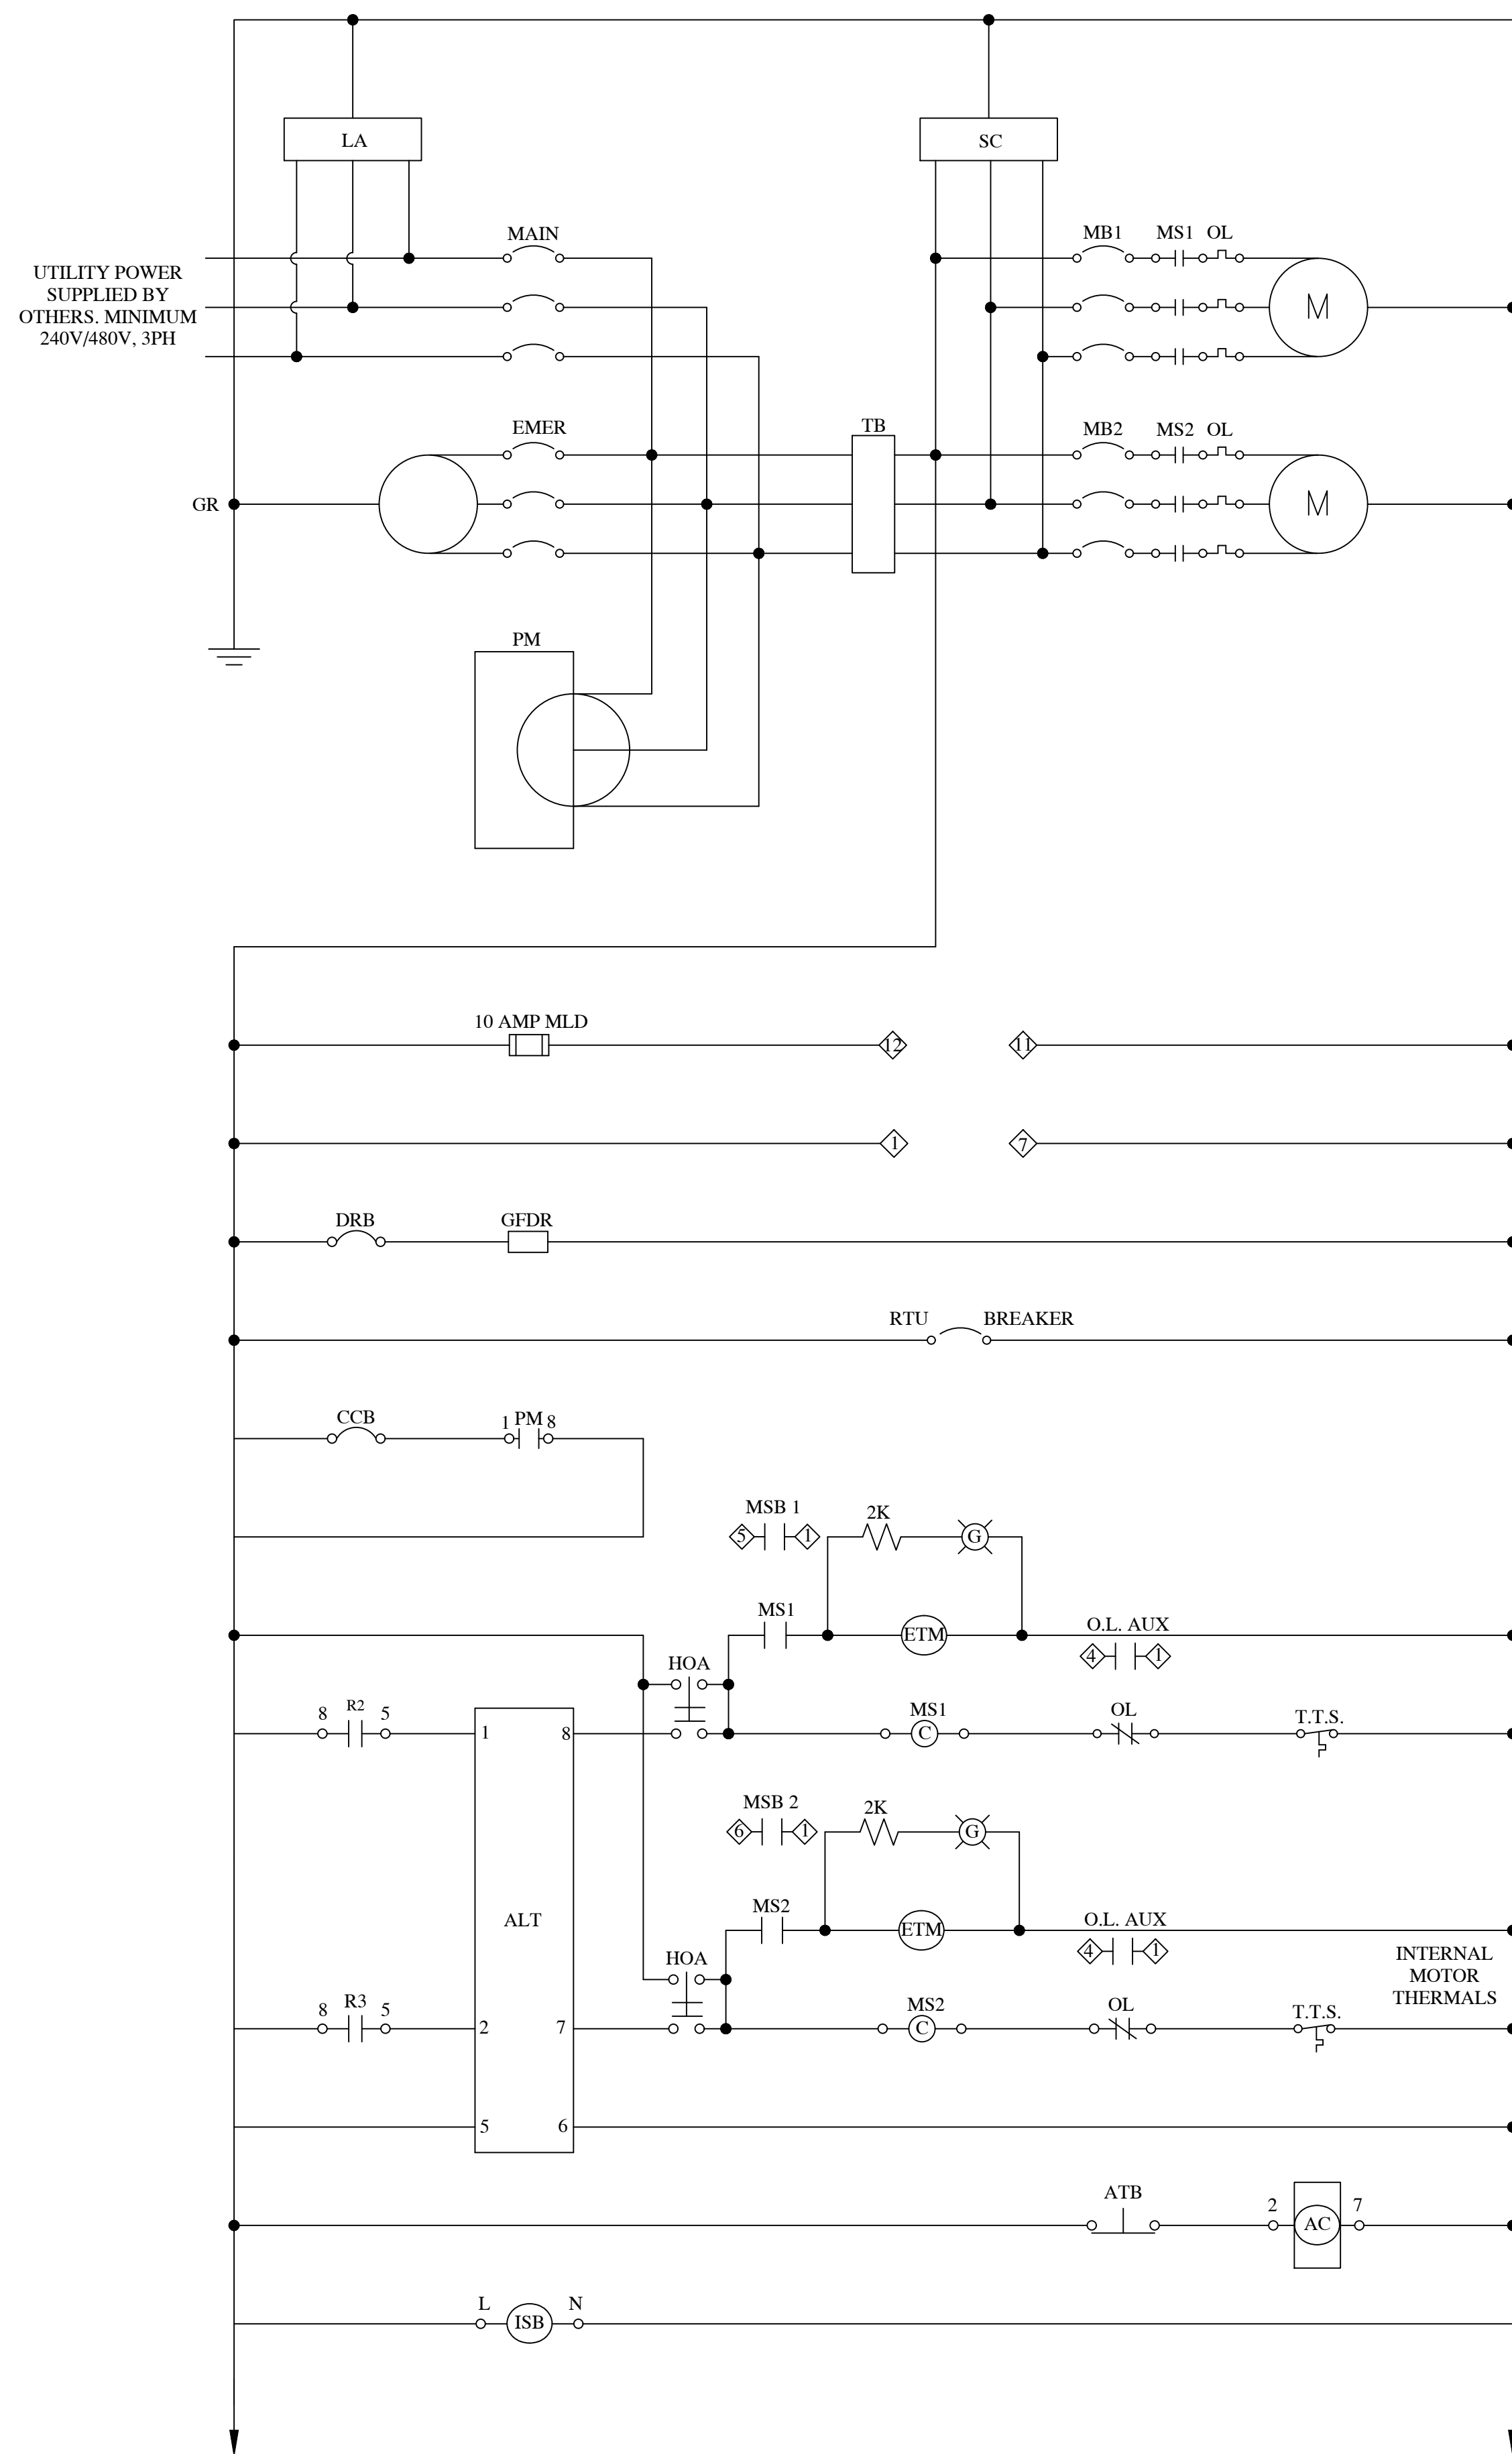 LA
SC
MAIN
MB1 MS1 OL
UTILITY POWER
SUPPLIED BY
OTHERS. MINIMUM
240V/480V, 3PH
M
EMER
TB
MB2 MS2 OL
GR
M
PM
10 AMP MLD
12
11
1
7
DRB
GFDR
RTU BREAKER
CCB
1 PM 8
MSB 1
5
1
2K
G
MS1
ETM
O.L. AUX
4
1
HOA
8 R2 5
1
8
MS1
C
OL
T.T.S.
MSB 2
6
1
2K
G
ALT
MS2
ETM
O.L. AUX
4
1
INTERNAL
MOTOR
THERMALS
HOA
8 R3 5
2
7
MS2
C
OL
T.T.S.
5
6
ATB
2
AC
7
L
ISB
N